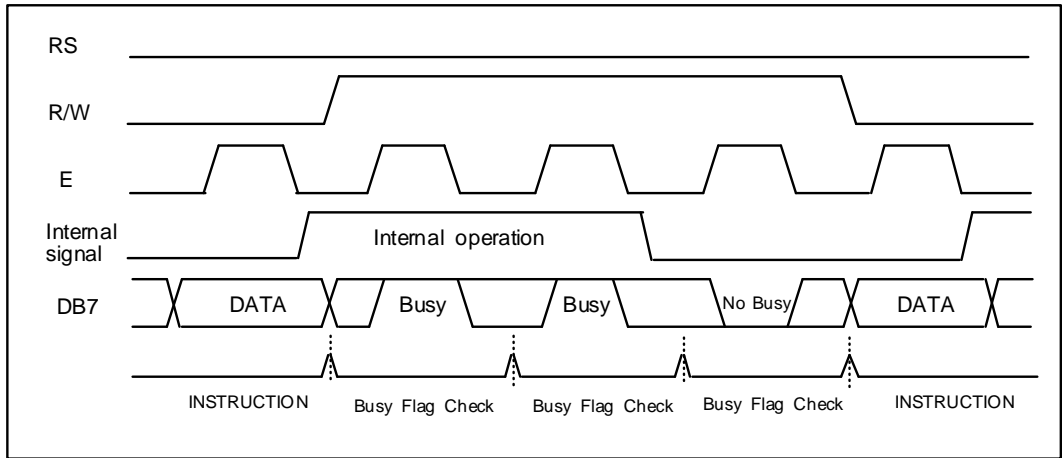 RS
R/W
E
Internal
signal
Internal operation
DB7
DATA
Busy
Busy
No Busy
DATA
INSTRUCTION
Busy Flag Check
Busy Flag Check
Busy Flag Check
INSTRUCTION